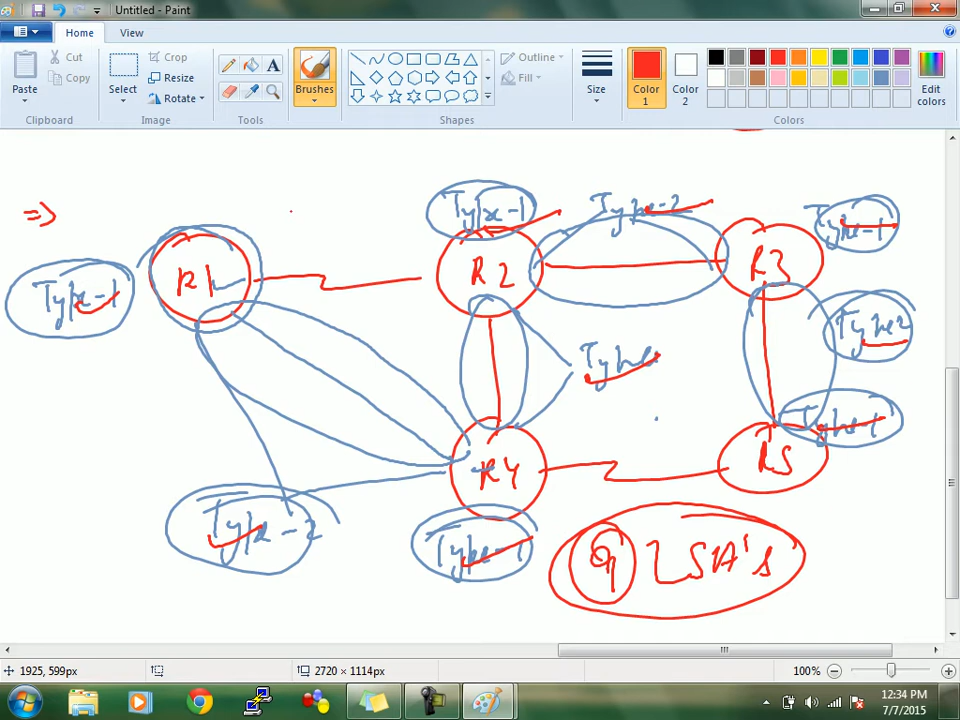 Untitled - Paint
Home View
Paste
Cut
Copy
Clipboard
Select
Crop
Resize
Rotate
Image
Tools
Brushes
Shapes
Outline
Fill
Size
Color 1
Color 2
Colors
Edit colors
=>
Type-1 Type-2 Type-1
R1 R2 R3
Type-1
Type 2
Type
Type-1
R4 R5
Type-2
Type-1
9 LSA's
1925, 599px
2720 × 1114px
100%
12:34 PM
7/7/2015